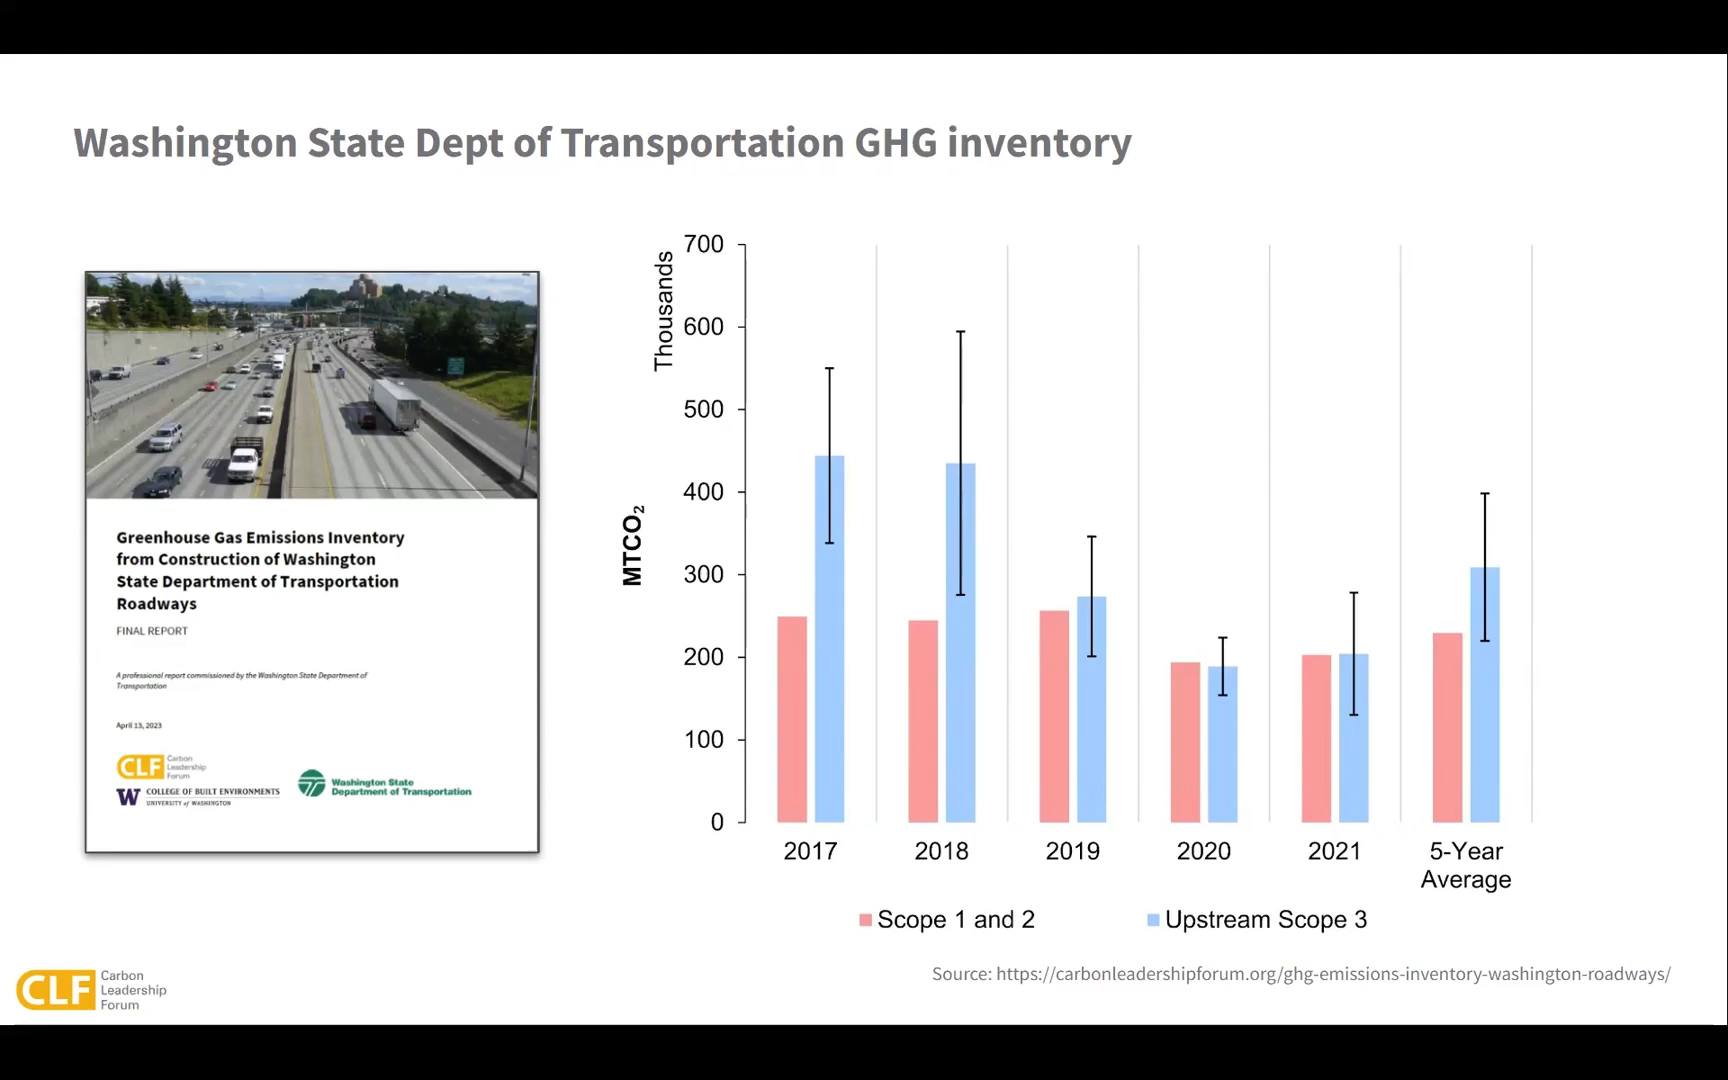 Washington State Dept of Transportation GHG inventory
Greenhouse Gas Emissions Inventory
from Construction of Washington
State Department of Transportation
Roadways
FINAL REPORT
A professional report commissioned by the Washington State Department of
Transportation
April 13, 2023
CLF Carbon
Leadership
Forum
W COLLEGE OF BUILT ENVIRONMENTS
UNIVERSITY of WASHINGTON
Washington State
Department of Transportation
Thousands
MTCO₂
700
600
500
400
300
200
100
0
2017
2018
2019
2020
2021
5-Year
Average
Scope 1 and 2
Upstream Scope 3
Source: https://carbonleadershipforum.org/ghg-emissions-inventory-washington-roadways/
CLF Carbon
Leadership
Forum